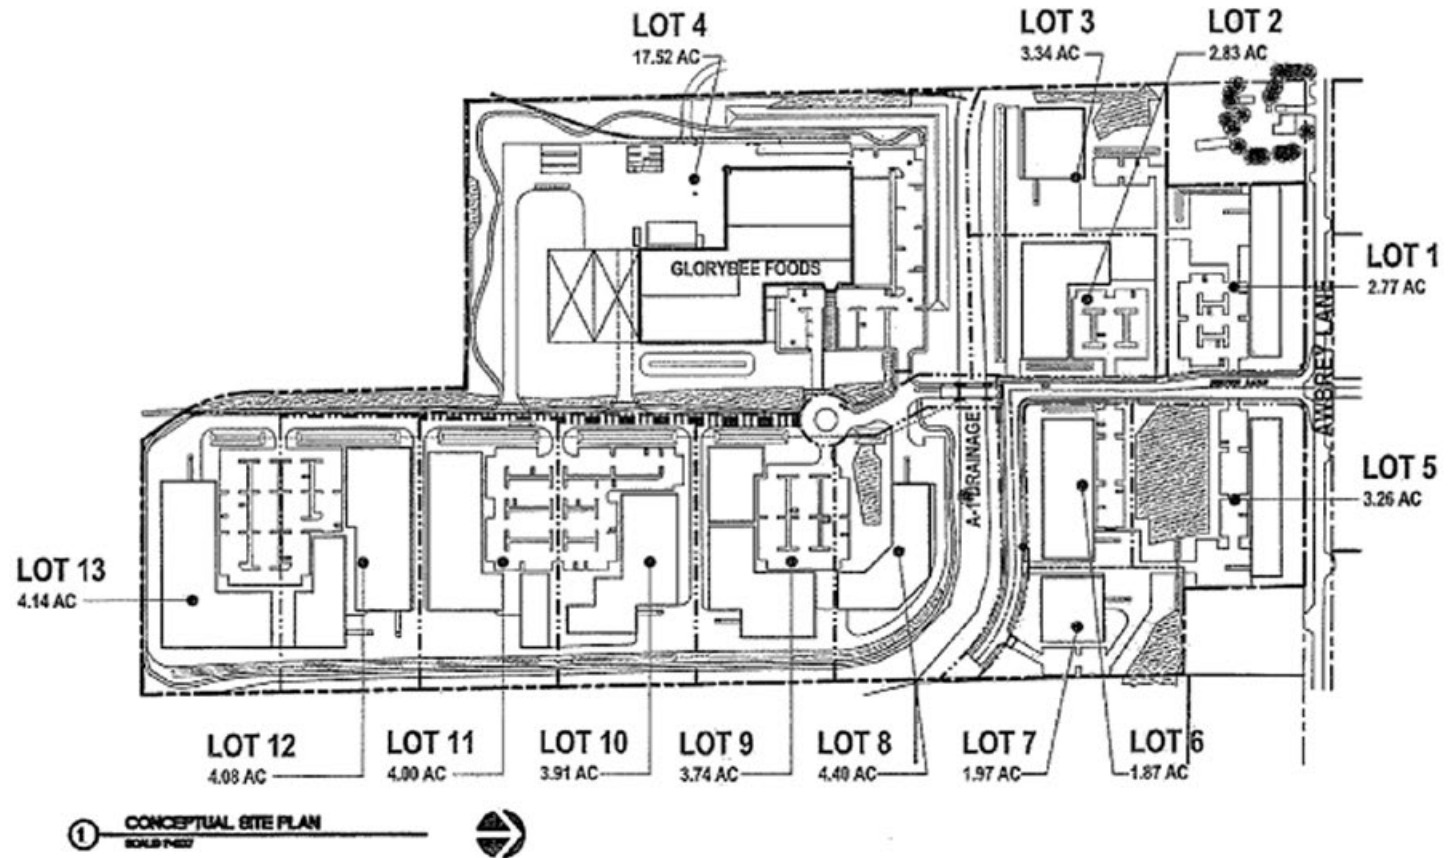 LOT 4
17.52 AC
LOT 3
3.34 AC
LOT 2
2.83 AC
LOT 1
2.77 AC
GLORYBEE FOODS
AWBREY LANE
A-1 DRAINAGE
LOT 5
3.26 AC
LOT 13
4.14 AC
LOT 12
4.08 AC
LOT 11
4.00 AC
LOT 10
3.91 AC
LOT 9
3.74 AC
LOT 8
4.40 AC
LOT 7
1.97 AC
LOT 6
1.87 AC
1
CONCEPTUAL SITE PLAN